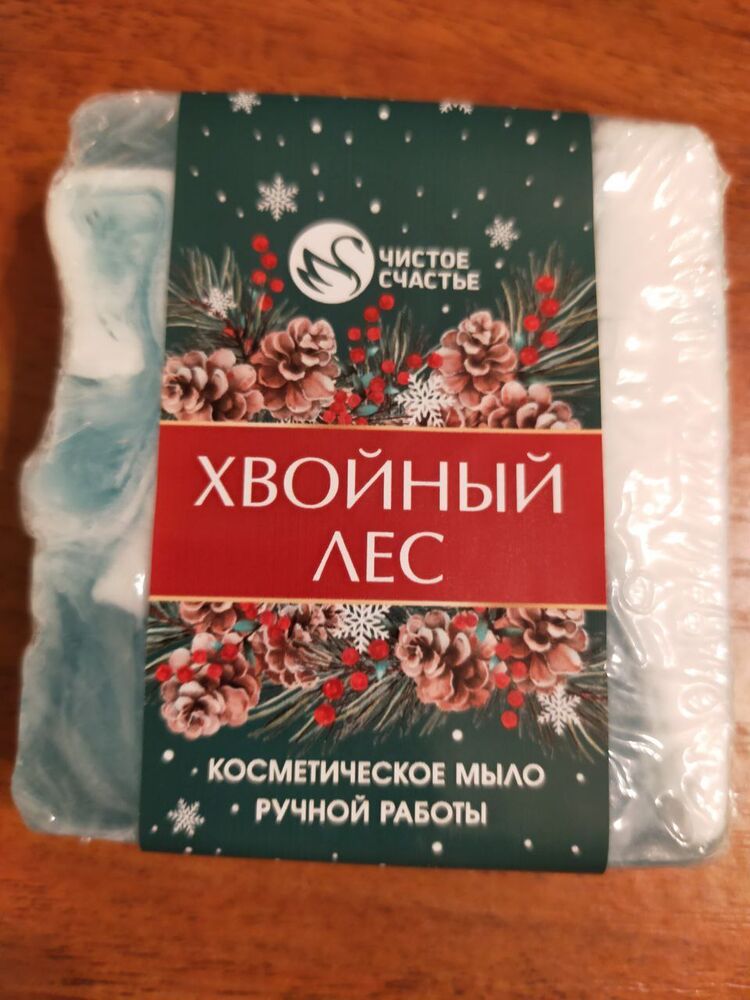 ЧИСТОЕ
СЧАСТЬЕ
ХВОЙНЫЙ
ЛЕС
· КОСМЕТИЧЕСКОЕ МЫЛО
· РУЧНОЙ РАБОТЫ